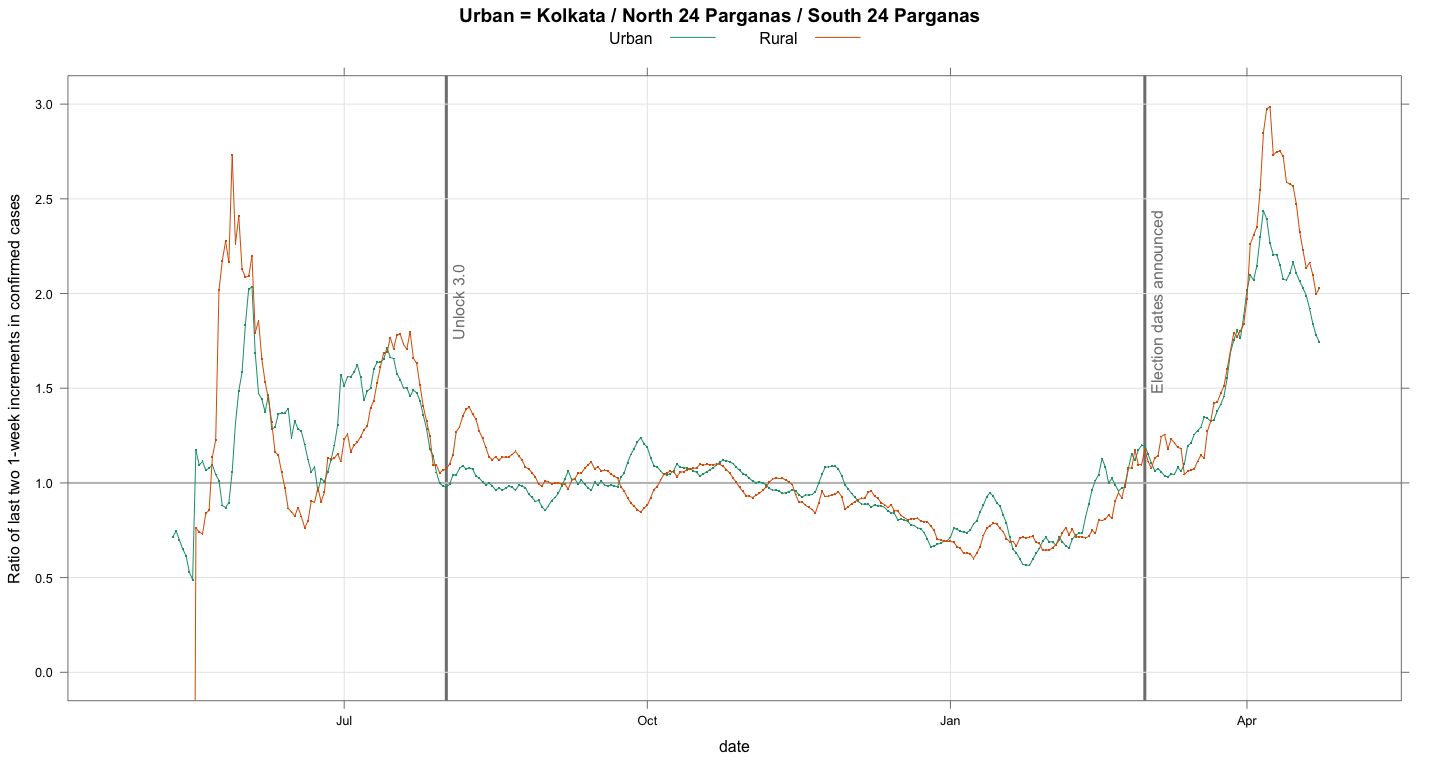 Urban = Kolkata / North 24 Parganas / South 24 Parganas
Urban Rural
Ratio of last two 1-week increments in confirmed cases
3.0
2.5
2.0
1.5
1.0
0.5
0.0
Unlock 3.0
Election dates announced
Jul Oct Jan Apr
date